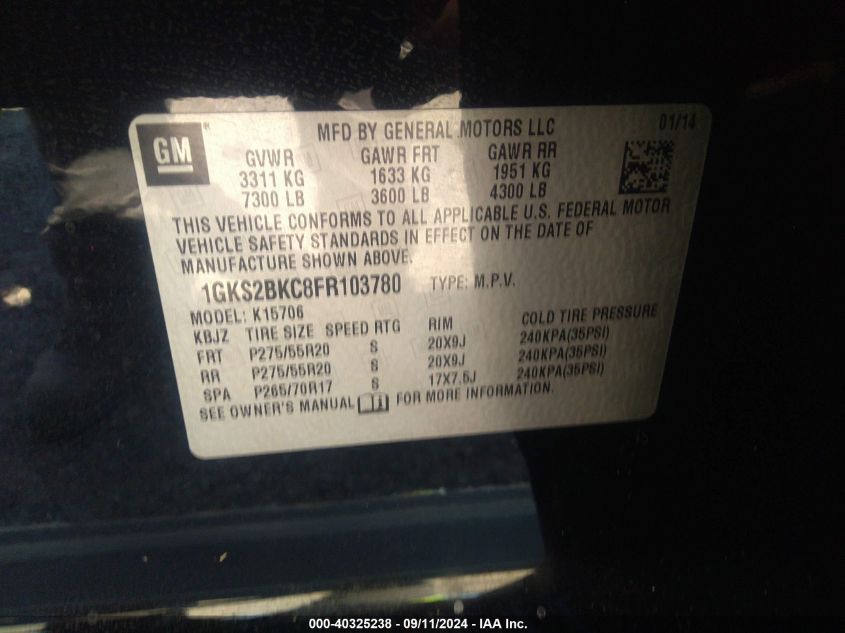 GM
MFD BY GENERAL MOTORS LLC 01/14
GVWR GAWR FRT GAWR RR
3311 KG 1633 KG 1951 KG
7300 LB 3600 LB 4300 LB
THIS VEHICLE CONFORMS TO ALL APPLICABLE U.S. FEDERAL MOTOR
VEHICLE SAFETY STANDARDS IN EFFECT ON THE DATE OF
MANUFACTURE SHOWN ABOVE.
1GKS2BKC8FR103780 TYPE: M.P.V.
MODEL: K15706
KBJZ TIRE SIZE SPEED RTG RIM COLD TIRE PRESSURE
FRT P275/55R20 S 20X9J 240KPA(35PSI)
RR P275/55R20 S 20X9J 240KPA(35PSI)
SPA P265/70R17 S 17X7.5J 240KPA(35PSI)
SEE OWNER'S MANUAL FOR MORE INFORMATION.
000-40325238 - 09/11/2024 - IAA Inc.